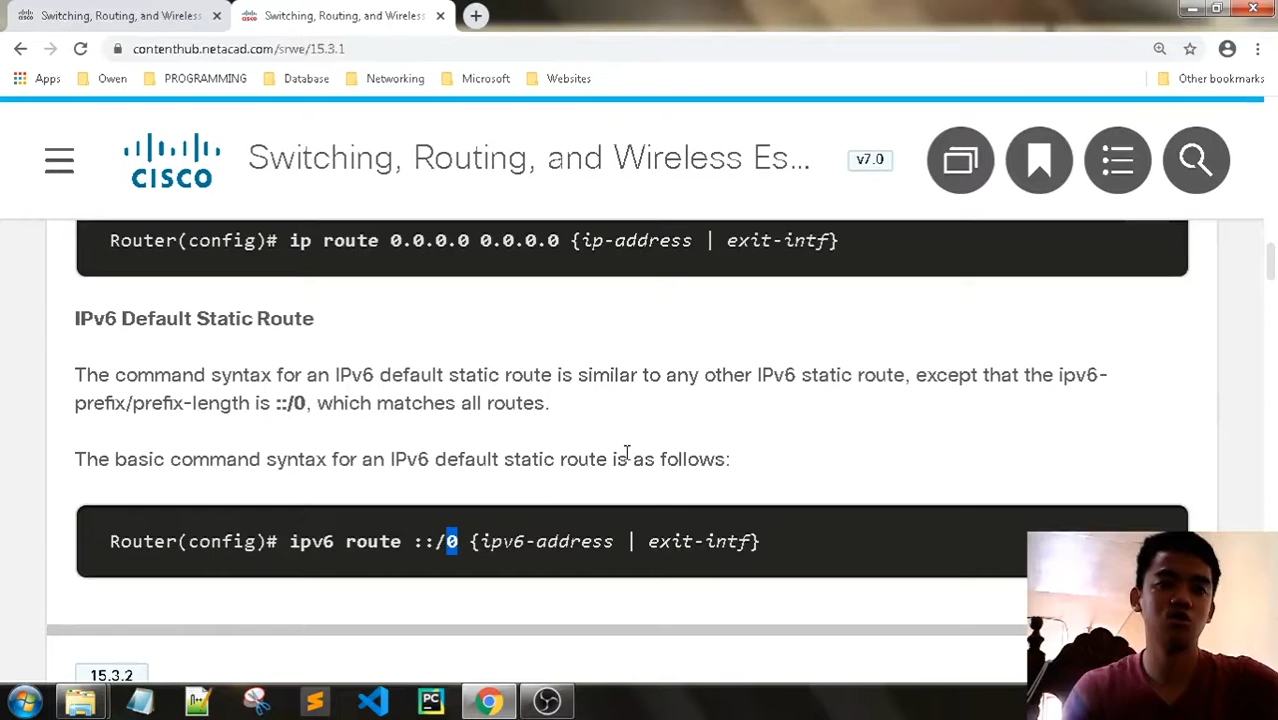 Switching, Routing, and Wireless
Switching, Routing, and Wireless
contenthub.netacad.com/srwe/15.3.1
Apps Owen PROGRAMMING Database Networking Microsoft Websites Other bookmarks
CISCO
Switching, Routing, and Wireless Es...
v7.0
Router(config)# ip route 0.0.0.0 0.0.0.0 {ip-address | exit-intf}
IPv6 Default Static Route
The command syntax for an IPv6 default static route is similar to any other IPv6 static route, except that the ipv6-
prefix/prefix-length is ::/0, which matches all routes.
The basic command syntax for an IPv6 default static route is as follows:
Router(config)# ipv6 route ::/0 {ipv6-address | exit-intf}
15.3.2
PC